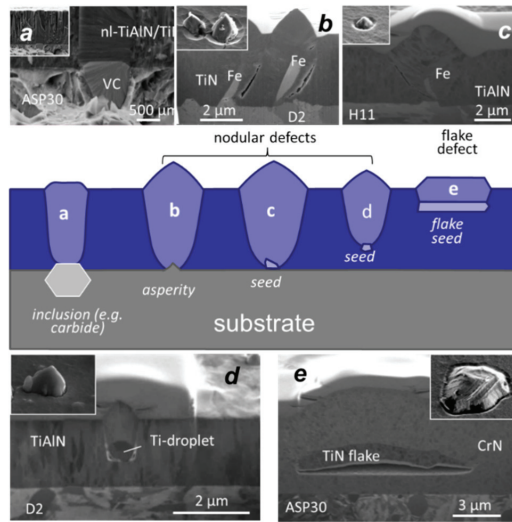 a
nl-TiAlN/TiN
VC
ASP30
500 µm
b
Fe
Fe
TiN
2 µm
D2
c
Fe
TiAlN
H11
2 µm
nodular defects
flake
defect
a
b
c
d
e
flake
seed
seed
seed
asperity
inclusion (e.g.
carbide)
substrate
d
TiAlN
Ti-droplet
D2
2 µm
e
TiN flake
CrN
ASP30
3 µm